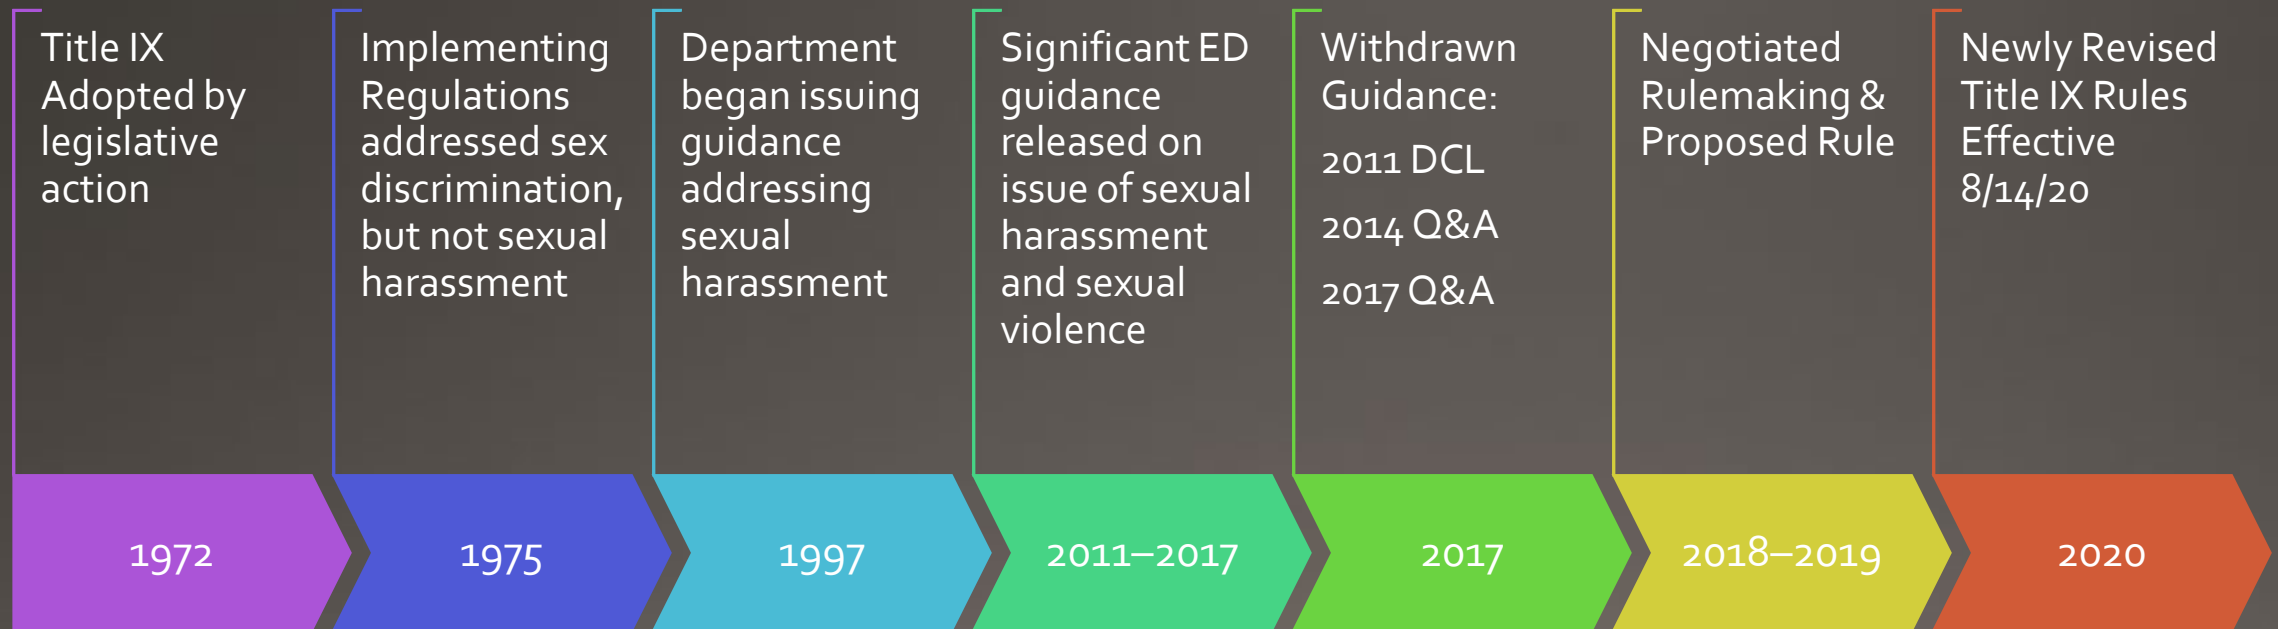 Title IX
Adopted by
legislative
action
Implementing
Regulations
addressed sex
discrimination,
but not sexual
harassment
Department
began issuing
guidance
addressing
sexual
harassment
Significant ED
guidance
released on
issue of sexual
harassment
and sexual
violence
Withdrawn
Guidance:
2011 DCL
2014 Q&A
2017 Q&A
Negotiated
Rulemaking &
Proposed Rule
Newly Revised
Title IX Rules
Effective
8/14/20
1972
1975
1997
2011–2017
2017
2018–2019
2020